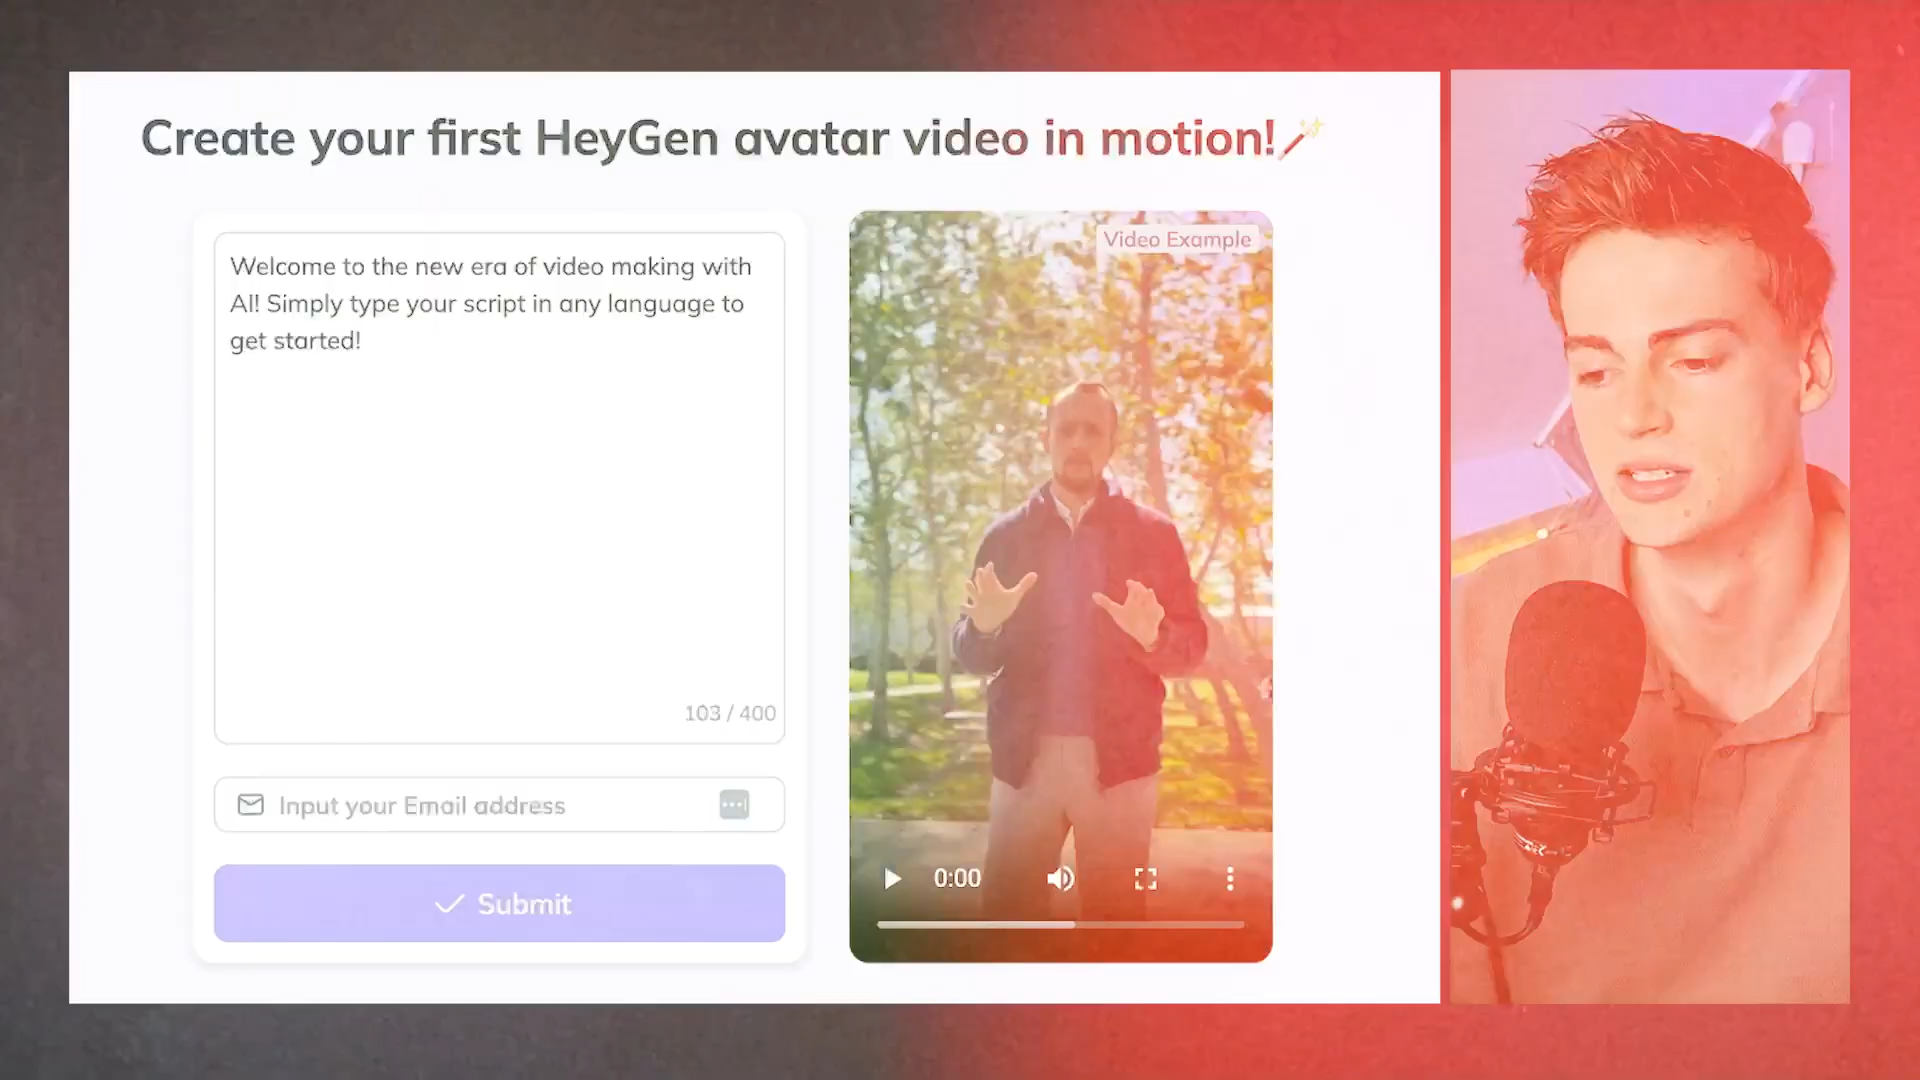 Create your first HeyGen avatar video in motion!
Welcome to the new era of video making with
AI! Simply type your script in any language to
get started!
103 / 400
Input your Email address
Submit
Video Example
0:00